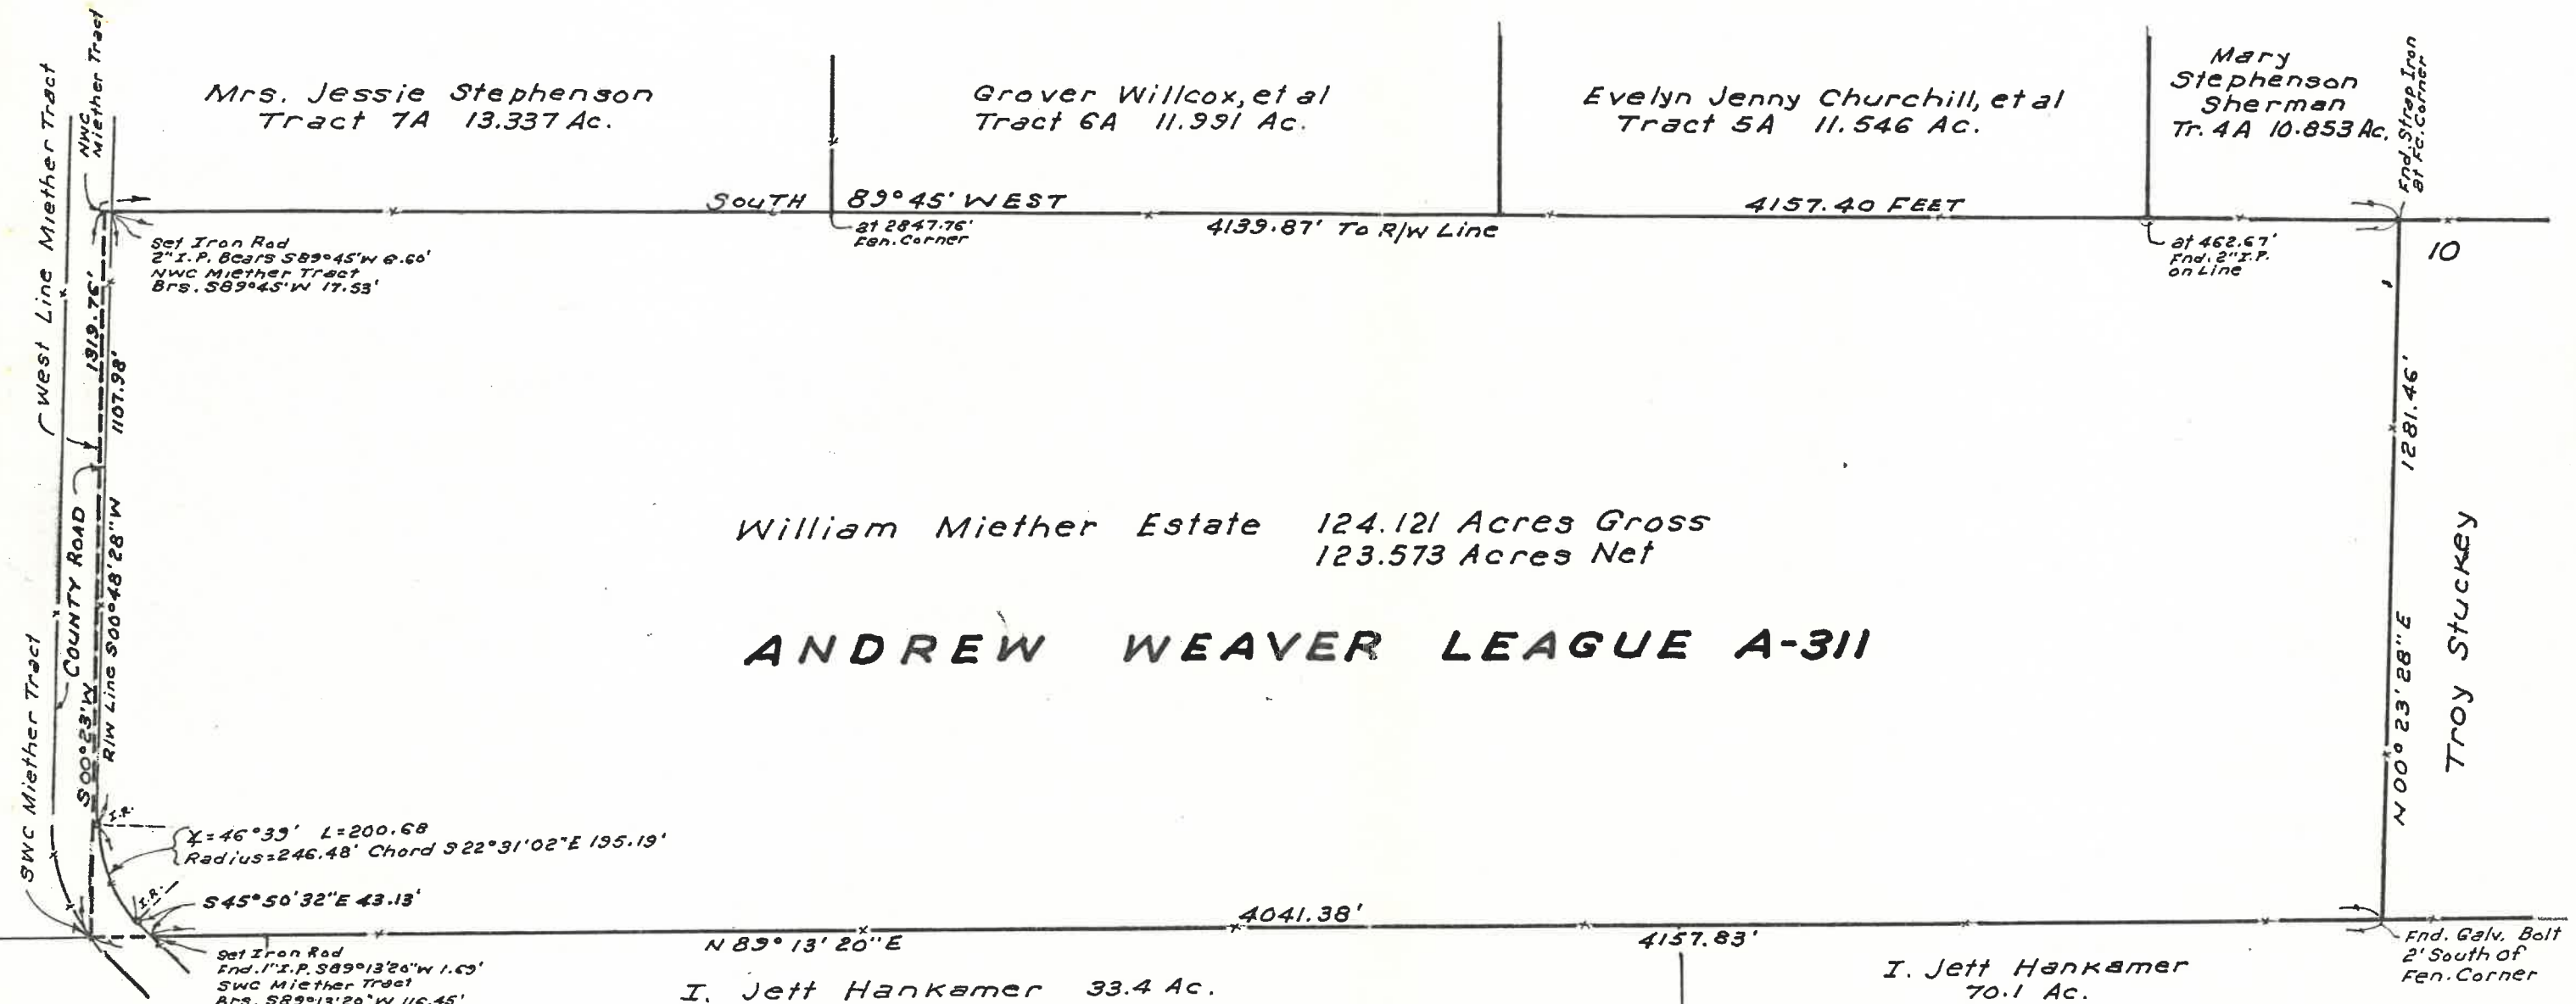 NWC
Miether Tract
West Line Miether Tract
Mrs. Jessie Stephenson
Tract 7A 13.337 Ac.
Grover Willcox, et al
Tract 6A 11.991 Ac.
Evelyn Jenny Churchill, et al
Tract 5A 11.546 Ac.
Mary
Stephenson
Sherman
Tr. 4A 10.853 Ac.
Fnd. Strap Iron
at Fc. Corner
SOUTH 89°45' WEST 4157.40 FEET
4139.87' To R/W Line
at 2847.76'
Fen. Corner
at 462.67'
Fnd. 2" I.P.
on Line
10
Set Iron Rod
2" I.P. Bears S89°45'W 6.60'
NWC Miether Tract
Brs. S89°45'W 17.53'
1319.76'
1107.98'
COUNTY ROAD
S00°23'W
R/W Line S00°48'28"W
SWC Miether Tract
William Miether Estate 124.121 Acres Gross
123.573 Acres Net
ANDREW WEAVER LEAGUE A-311
1281.46'
N00°23'28"E
Troy Stuckey
I.R.
∡=46°39' L=200.68
Radius=246.48' Chord S22°31'02"E 195.19'
I.R.
S45°50'32"E 43.13'
4041.38'
N89°13'20"E
4157.83'
Set Iron Rod
Fnd. 1" I.P. S89°13'20"W 1.69'
SWC Miether Tract
Brs. S89°13'20"W 116.45'
I. Jett Hankamer 33.4 Ac.
I. Jett Hankamer
70.1 Ac.
Fnd. Galv. Bolt
2' South of
Fen. Corner